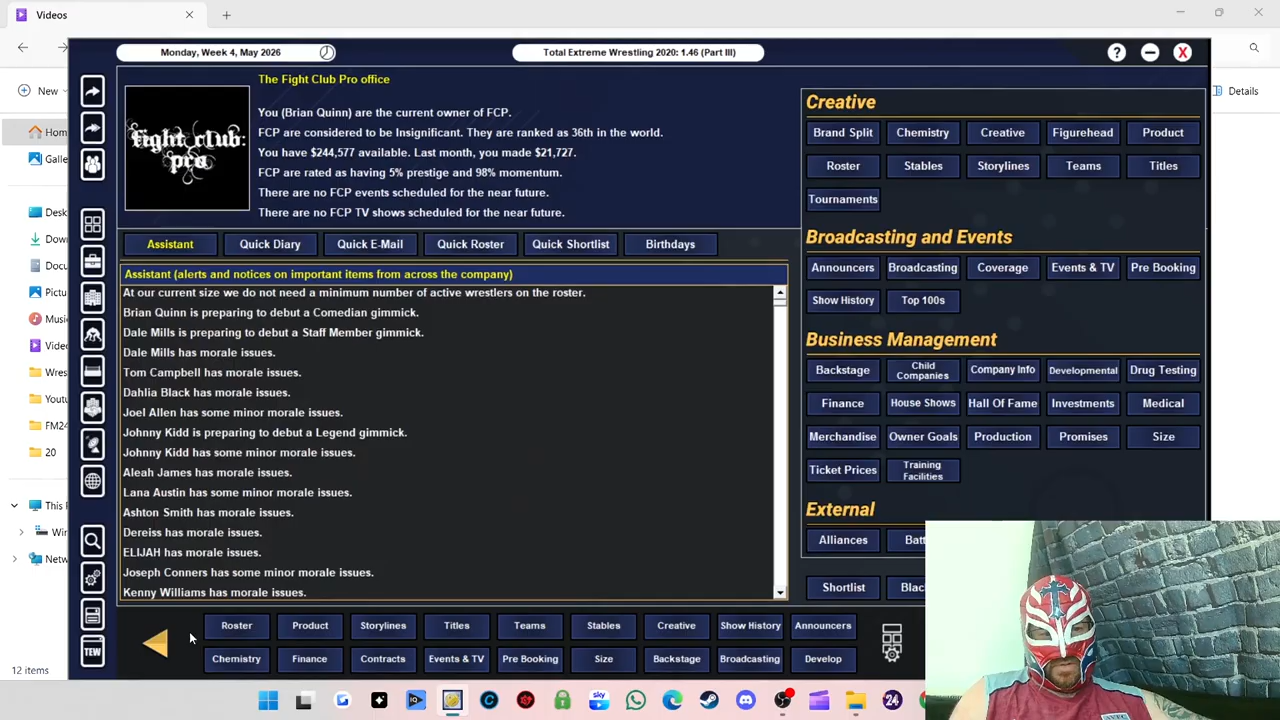 Videos
Monday, Week 4, May 2026
Total Extreme Wrestling 2020: 1.46 (Part III)
?
X
New
Details
Home
Desk
Music
Wres
FM24
20
This
Netw
12 items
fight club:
pro
The Fight Club Pro office
You (Brian Quinn) are the current owner of FCP.
FCP are considered to be Insignificant. They are ranked as 36th in the world.
You have $244,577 available. Last month, you made $21,727.
FCP are rated as having 5% prestige and 98% momentum.
There are no FCP events scheduled for the near future.
There are no FCP TV shows scheduled for the near future.
Assistant
Quick Diary
Quick E-Mail
Quick Roster
Quick Shortlist
Birthdays
Assistant (alerts and notices on important items from across the company)
At our current size we do not need a minimum number of active wrestlers on the roster.
Brian Quinn is preparing to debut a Comedian gimmick.
Dale Mills is preparing to debut a Staff Member gimmick.
Dale Mills has morale issues.
Tom Campbell has morale issues.
Dahlia Black has morale issues.
Joel Allen has some minor morale issues.
Johnny Kidd is preparing to debut a Legend gimmick.
Johnny Kidd has some minor morale issues.
Aleah James has morale issues.
Lana Austin has some minor morale issues.
Ashton Smith has morale issues.
Dereiss has morale issues.
ELIJAH has morale issues.
Joseph Conners has some minor morale issues.
Kenny Williams has morale issues.
Creative
Brand Split
Chemistry
Creative
Figurehead
Product
Roster
Stables
Storylines
Teams
Titles
Tournaments
Broadcasting and Events
Announcers
Broadcasting
Coverage
Events & TV
Pre Booking
Show History
Top 100s
Business Management
Backstage
Child
Companies
Company Info
Developmental
Drug Testing
Finance
House Shows
Hall Of Fame
Investments
Medical
Merchandise
Owner Goals
Production
Promises
Size
Ticket Prices
Training
Facilities
External
Alliances
Batt
Shortlist
Blac
Roster
Product
Storylines
Titles
Teams
Stables
Creative
Show History
Announcers
Chemistry
Finance
Contracts
Events & TV
Pre Booking
Size
Backstage
Broadcasting
Develop
TEW
sky
24